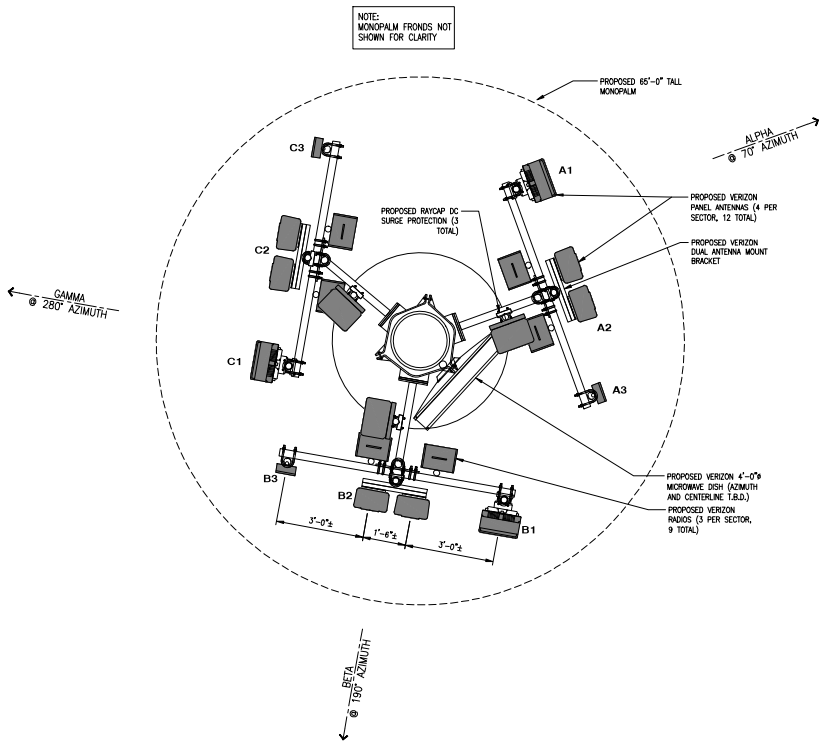 NOTE:
MONOPALM FRONDS NOT
SHOWN FOR CLARITY
PROPOSED 65'-0" TALL
MONOPALM
ALPHA
@ 70° AZIMUTH
C3
A1
PROPOSED RAYCAP DC
SURGE PROTECTION (3
TOTAL)
PROPOSED VERIZON
PANEL ANTENNAS (4 PER
SECTOR, 12 TOTAL)
C2
PROPOSED VERIZON
DUAL ANTENNA MOUNT
BRACKET
GAMMA
@ 280° AZIMUTH
A2
C1
A3
B3
B2
B1
PROPOSED VERIZON 4'-0"ø
MICROWAVE DISH (AZIMUTH
AND CENTERLINE T.B.D.)
PROPOSED VERIZON
RADIOS (3 PER SECTOR,
9 TOTAL)
3'-0"±
1'-6"±
3'-0"±
BETA
@ 190° AZIMUTH